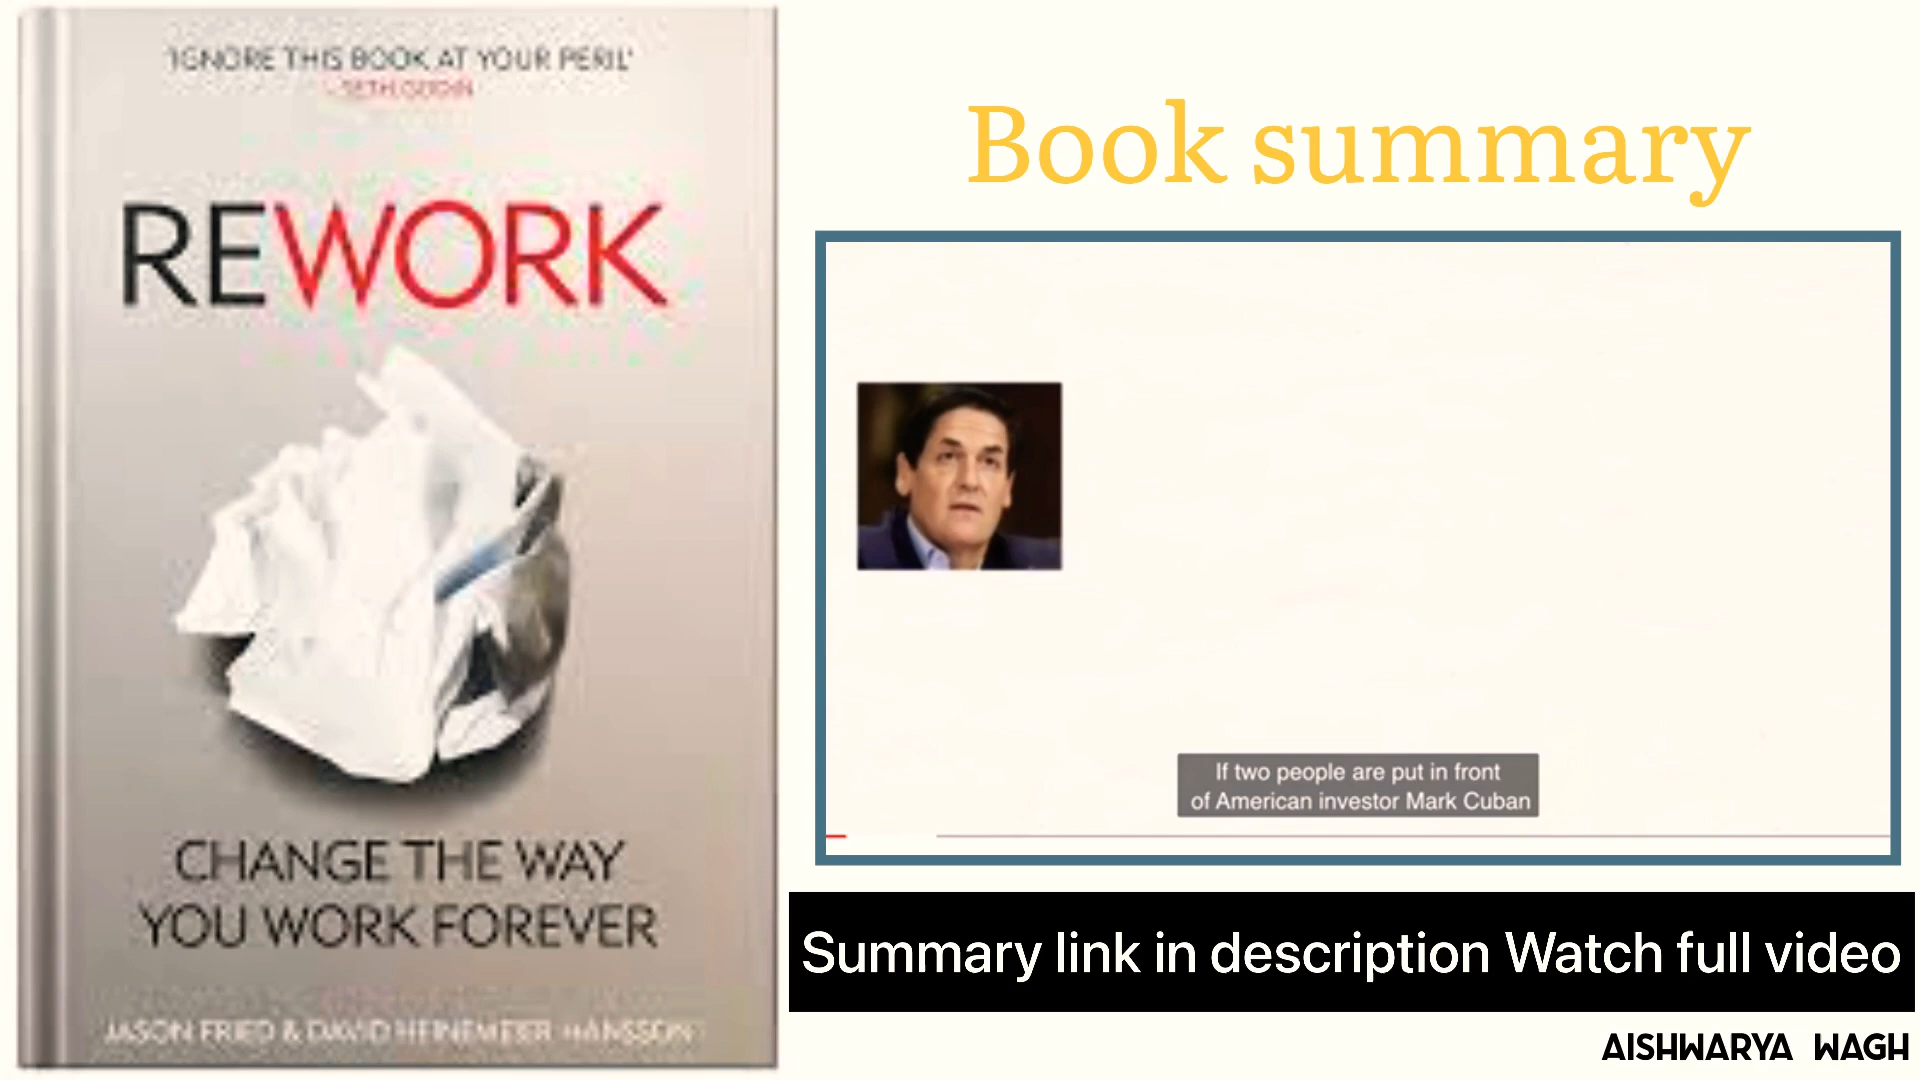 'IGNORE THIS BOOK AT YOUR PERIL'
- SETH GODIN
REWORK
CHANGE THE WAY
YOU WORK FOREVER
JASON FRIED & DAVID HEINEMEIER HANSSON
Book summary
If two people are put in front
of American investor Mark Cuban
Summary link in description Watch full video
AISHWARYA WAGH